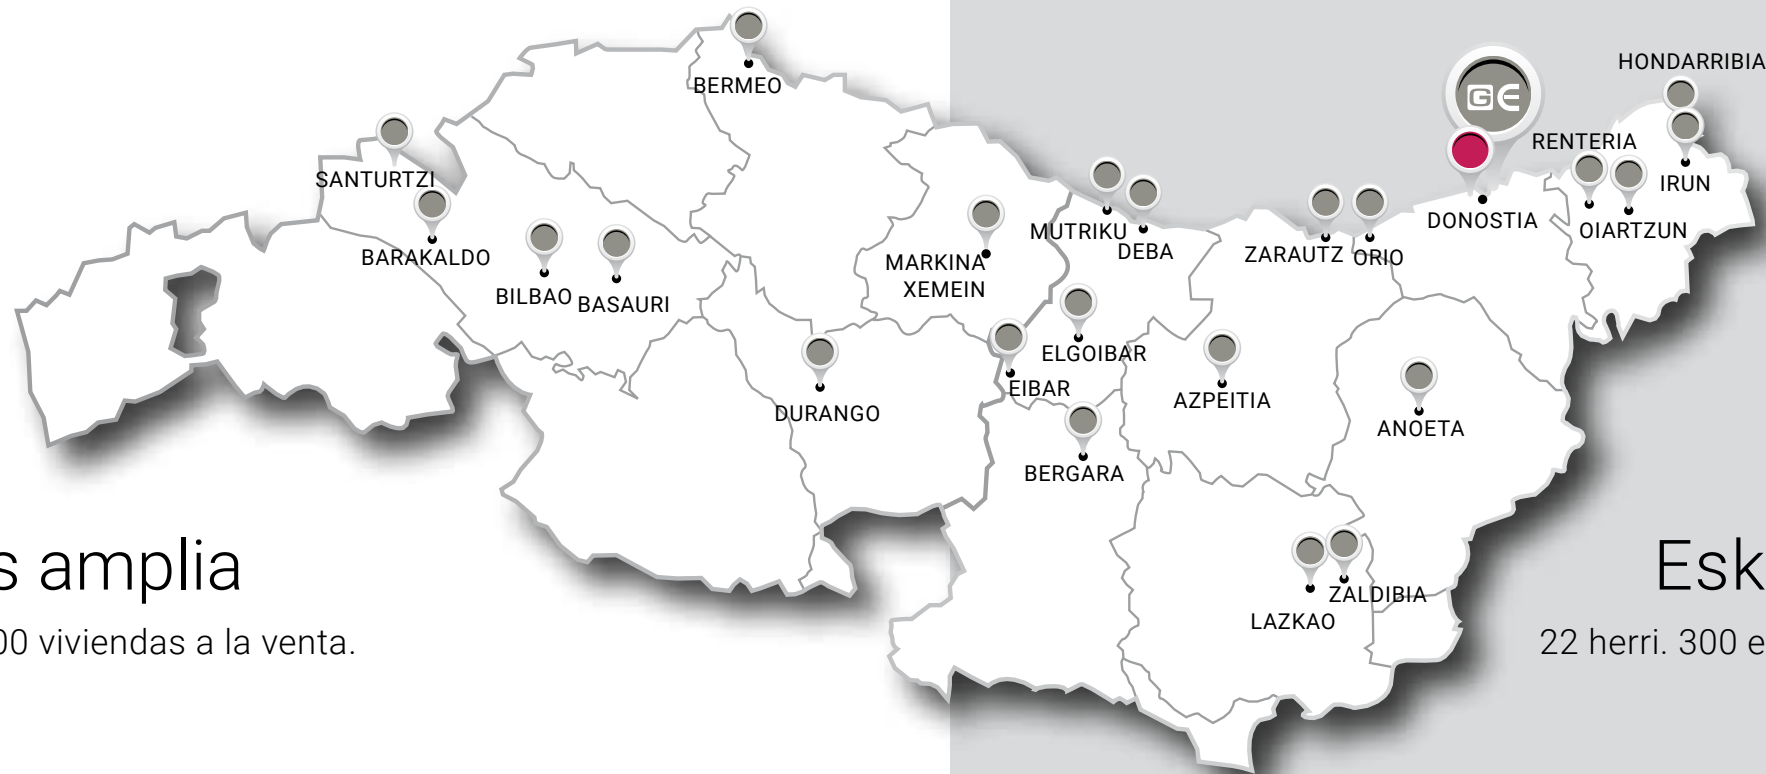 BERMEO
HONDARRIBIA
GE
RENTERIA
SANTURTZI
IRUN
DONOSTIA
MUTRIKU
OIARTZUN
BARAKALDO
DEBA
ZARAUTZ
ORIO
MARKINA
XEMEIN
BILBAO
BASAURI
ELGOIBAR
EIBAR
AZPEITIA
DURANGO
ANOETA
BERGARA
s amplia
Esk
ZALDIBIA
LAZKAO
00 viviendas a la venta.
22 herri. 300 e